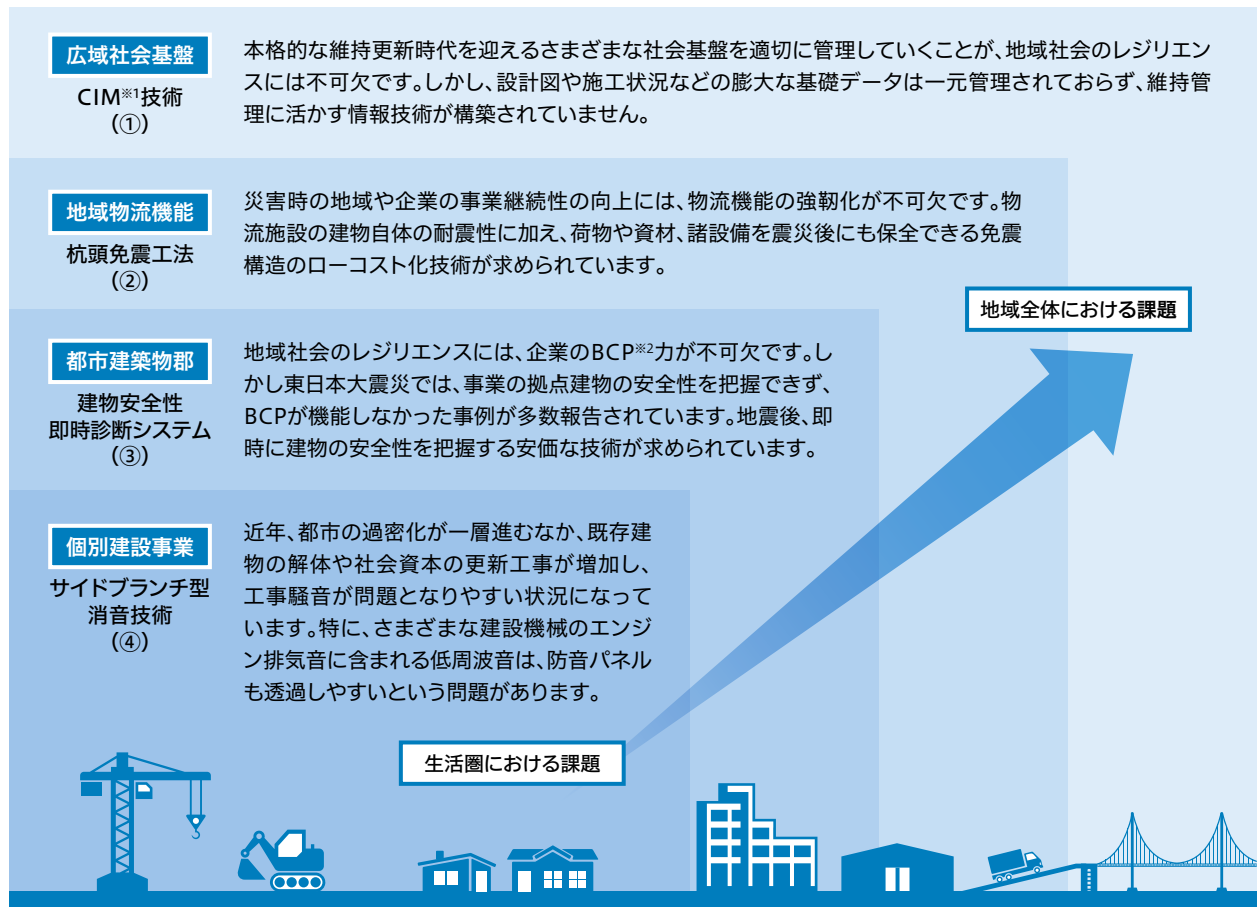 広域社会基盤
CIM※1技術
(①)
本格的な維持更新時代を迎えるさまざまな社会基盤を適切に管理していくことが、地域社会のレジリエン
スには不可欠です。しかし、設計図や施工状況などの膨大な基礎データは一元管理されておらず、維持管
理に活かす情報技術が構築されていません。
地域物流機能
杭頭免震工法
(②)
災害時の地域や企業の事業継続性の向上には、物流機能の強靭化が不可欠です。物
流施設の建物自体の耐震性に加え、荷物や資材、諸設備を震災後にも保全できる免震
構造のローコスト化技術が求められています。
地域全体における課題
都市建築物郡
建物安全性
即時診断システム
(③)
地域社会のレジリエンスには、企業のBCP※2力が不可欠です。し
かし東日本大震災では、事業の拠点建物の安全性を把握できず、
BCPが機能しなかった事例が多数報告されています。地震後、即
時に建物の安全性を把握する安価な技術が求められています。
個別建設事業
サイドブランチ型
消音技術
(④)
近年、都市の過密化が一層進むなか、既存建
物の解体や社会資本の更新工事が増加し、
工事騒音が問題となりやすい状況になって
います。特に、さまざまな建設機械のエンジ
ン排気音に含まれる低周波音は、防音パネル
も透過しやすいという問題があります。
生活圏における課題